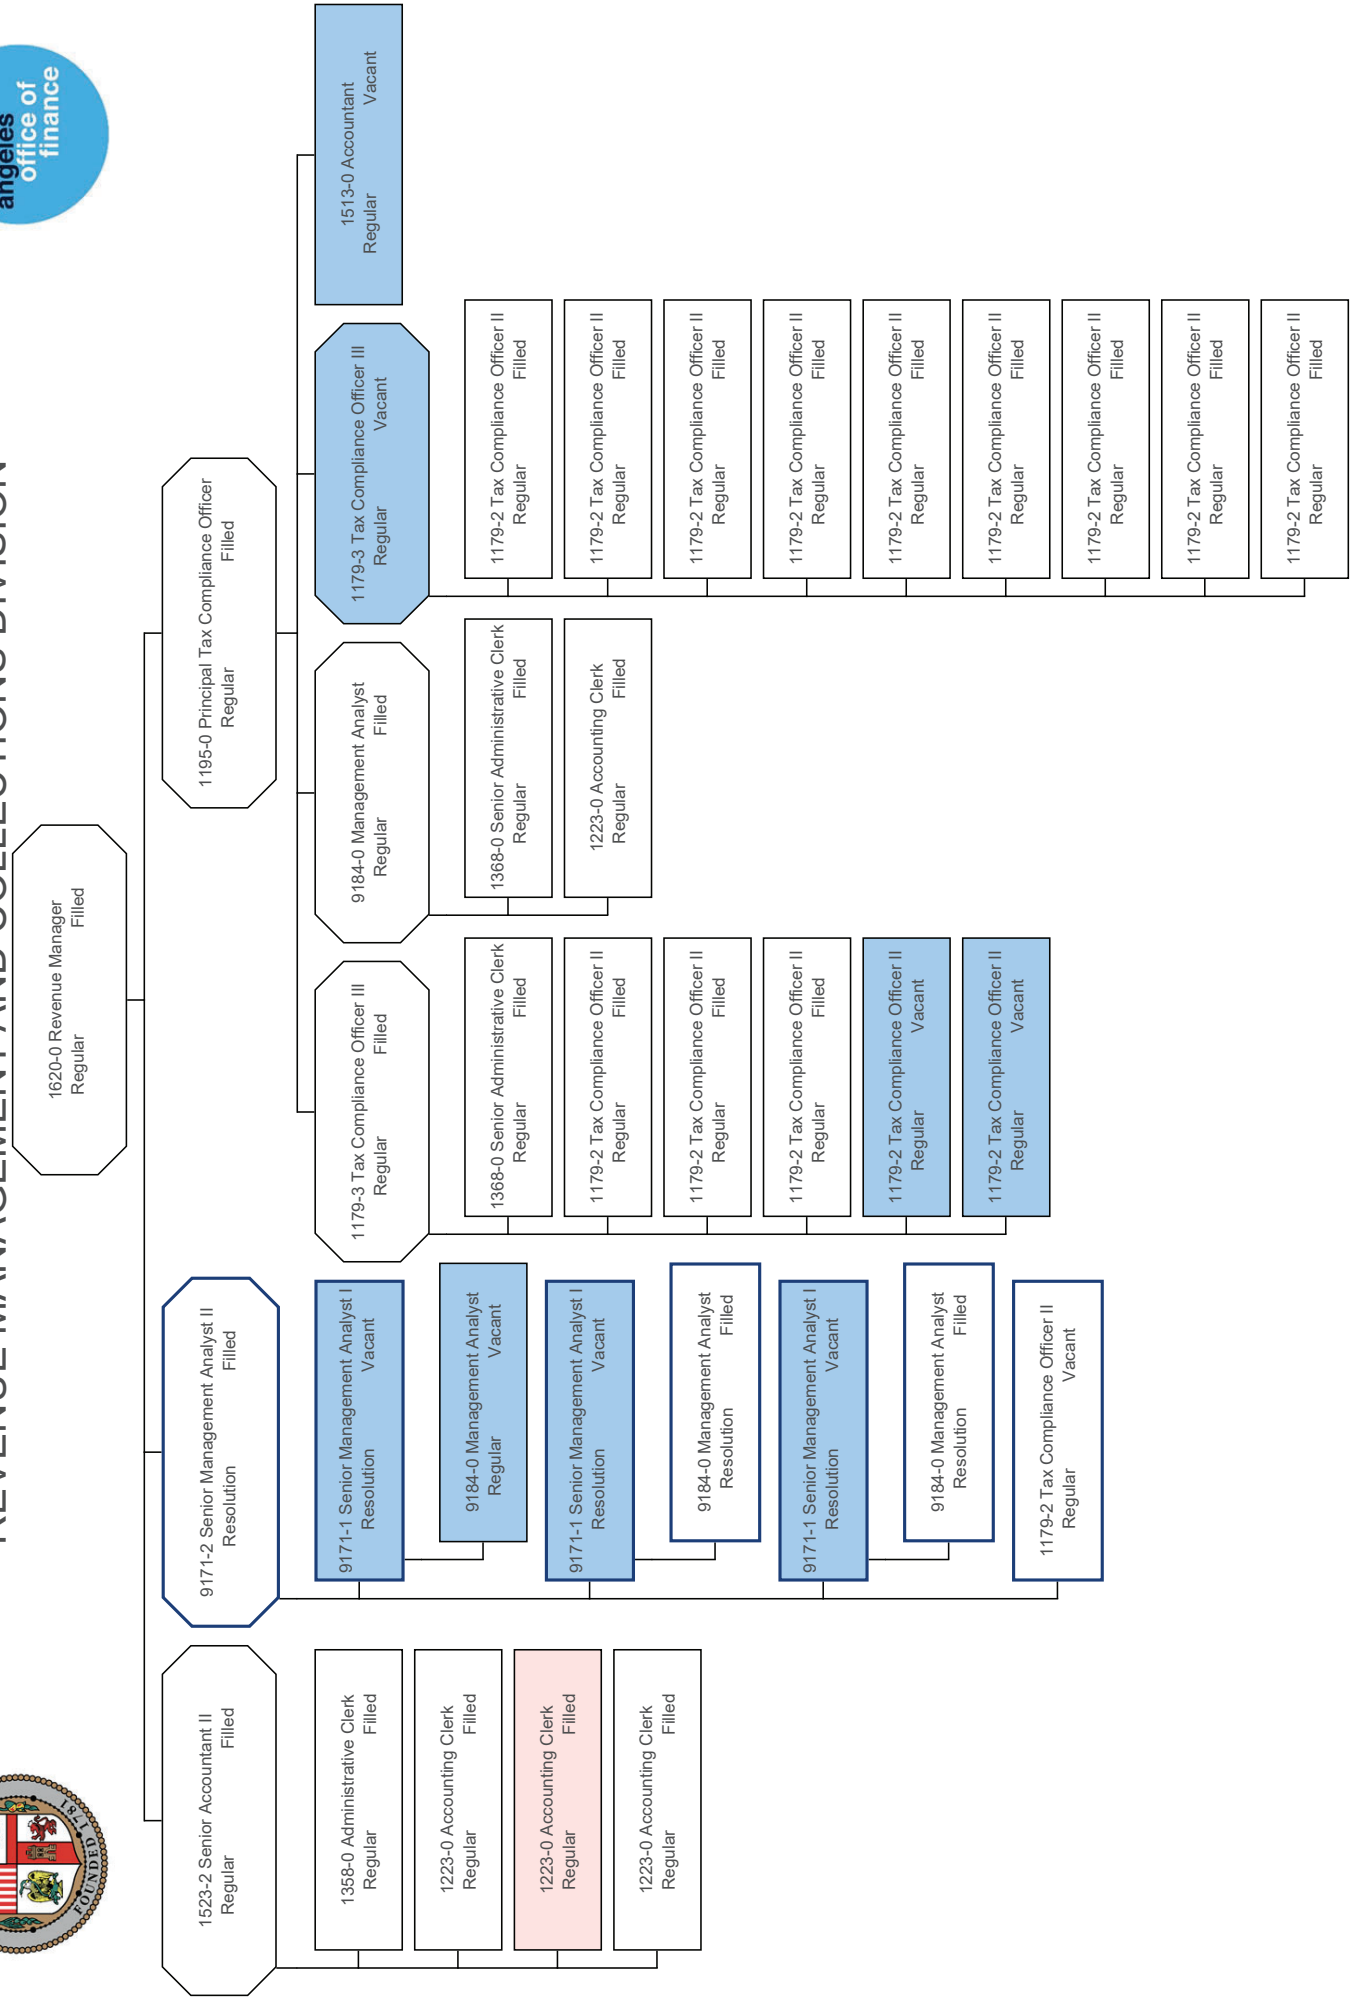 angeles
office of
finance
FOUNDED 1781
REVENUE MANAGEMENT AND COLLECTIONS DIVISION
1620-0 Revenue Manager
Regular Filled
1523-2 Senior Accountant II
Regular Filled
1358-0 Administrative Clerk
Regular Filled
1223-0 Accounting Clerk
Regular Filled
1223-0 Accounting Clerk
Regular Filled
1223-0 Accounting Clerk
Regular Filled
9171-2 Senior Management Analyst II
Resolution Filled
9171-1 Senior Management Analyst I
Resolution Vacant
9184-0 Management Analyst
Regular Vacant
9171-1 Senior Management Analyst I
Resolution Vacant
9184-0 Management Analyst
Resolution Filled
9171-1 Senior Management Analyst I
Resolution Vacant
9184-0 Management Analyst
Resolution Filled
1179-2 Tax Compliance Officer II
Regular Vacant
1195-0 Principal Tax Compliance Officer
Regular Filled
1179-3 Tax Compliance Officer III
Regular Filled
1368-0 Senior Administrative Clerk
Regular Filled
1179-2 Tax Compliance Officer II
Regular Filled
1179-2 Tax Compliance Officer II
Regular Filled
1179-2 Tax Compliance Officer II
Regular Filled
1179-2 Tax Compliance Officer II
Regular Vacant
1179-2 Tax Compliance Officer II
Regular Vacant
9184-0 Management Analyst
Regular Filled
1368-0 Senior Administrative Clerk
Regular Filled
1223-0 Accounting Clerk
Regular Filled
1179-3 Tax Compliance Officer III
Regular Vacant
1179-2 Tax Compliance Officer II
Regular Filled
1179-2 Tax Compliance Officer II
Regular Filled
1179-2 Tax Compliance Officer II
Regular Filled
1179-2 Tax Compliance Officer II
Regular Filled
1179-2 Tax Compliance Officer II
Regular Filled
1179-2 Tax Compliance Officer II
Regular Filled
1179-2 Tax Compliance Officer II
Regular Filled
1179-2 Tax Compliance Officer II
Regular Filled
1179-2 Tax Compliance Officer II
Regular Filled
1513-0 Accountant
Regular Vacant